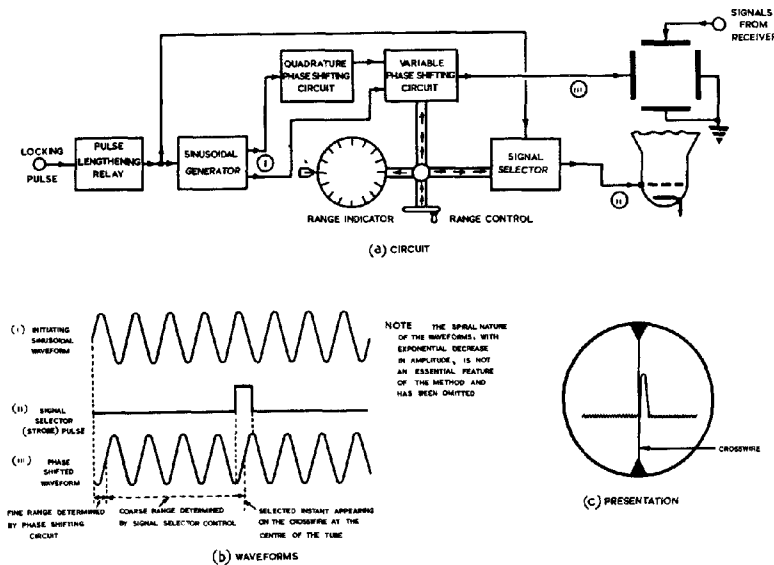 SIGNALS
FROM
RECEIVER
QUADRATURE
PHASE SHIFTING
CIRCUIT
VARIABLE
PHASE SHIFTING
CIRCUIT
(III)
LOCKING
PULSE
PULSE
LENGTHENING
RELAY
SINUSOIDAL
GENERATOR
(I)
SIGNAL
SELECTOR
(II)
RANGE INDICATOR
RANGE CONTROL
(a) CIRCUIT
(I) INITIATING
SINUSOIDAL
WAVEFORM
NOTE THE SPIRAL NATURE
OF THE WAVEFORMS, WITH
EXPONENTIAL DECREASE
IN AMPLITUDE, IS NOT
AN ESSENTIAL FEATURE
OF THE METHOD AND
HAS BEEN OMITTED
(II) SIGNAL
SELECTOR
(STROBE) PULSE
(III) PHASE
SHIFTED
WAVEFORM
CROSSWIRE
(c) PRESENTATION
FINE RANGE DETERMINED
BY PHASE SHIFTING
CIRCUIT
COARSE RANGE DETERMINED
BY SIGNAL SELECTOR CONTROL
SELECTED INSTANT APPEARING
ON THE CROSSWIRE AT THE
CENTRE OF THE TUBE
(b) WAVEFORMS